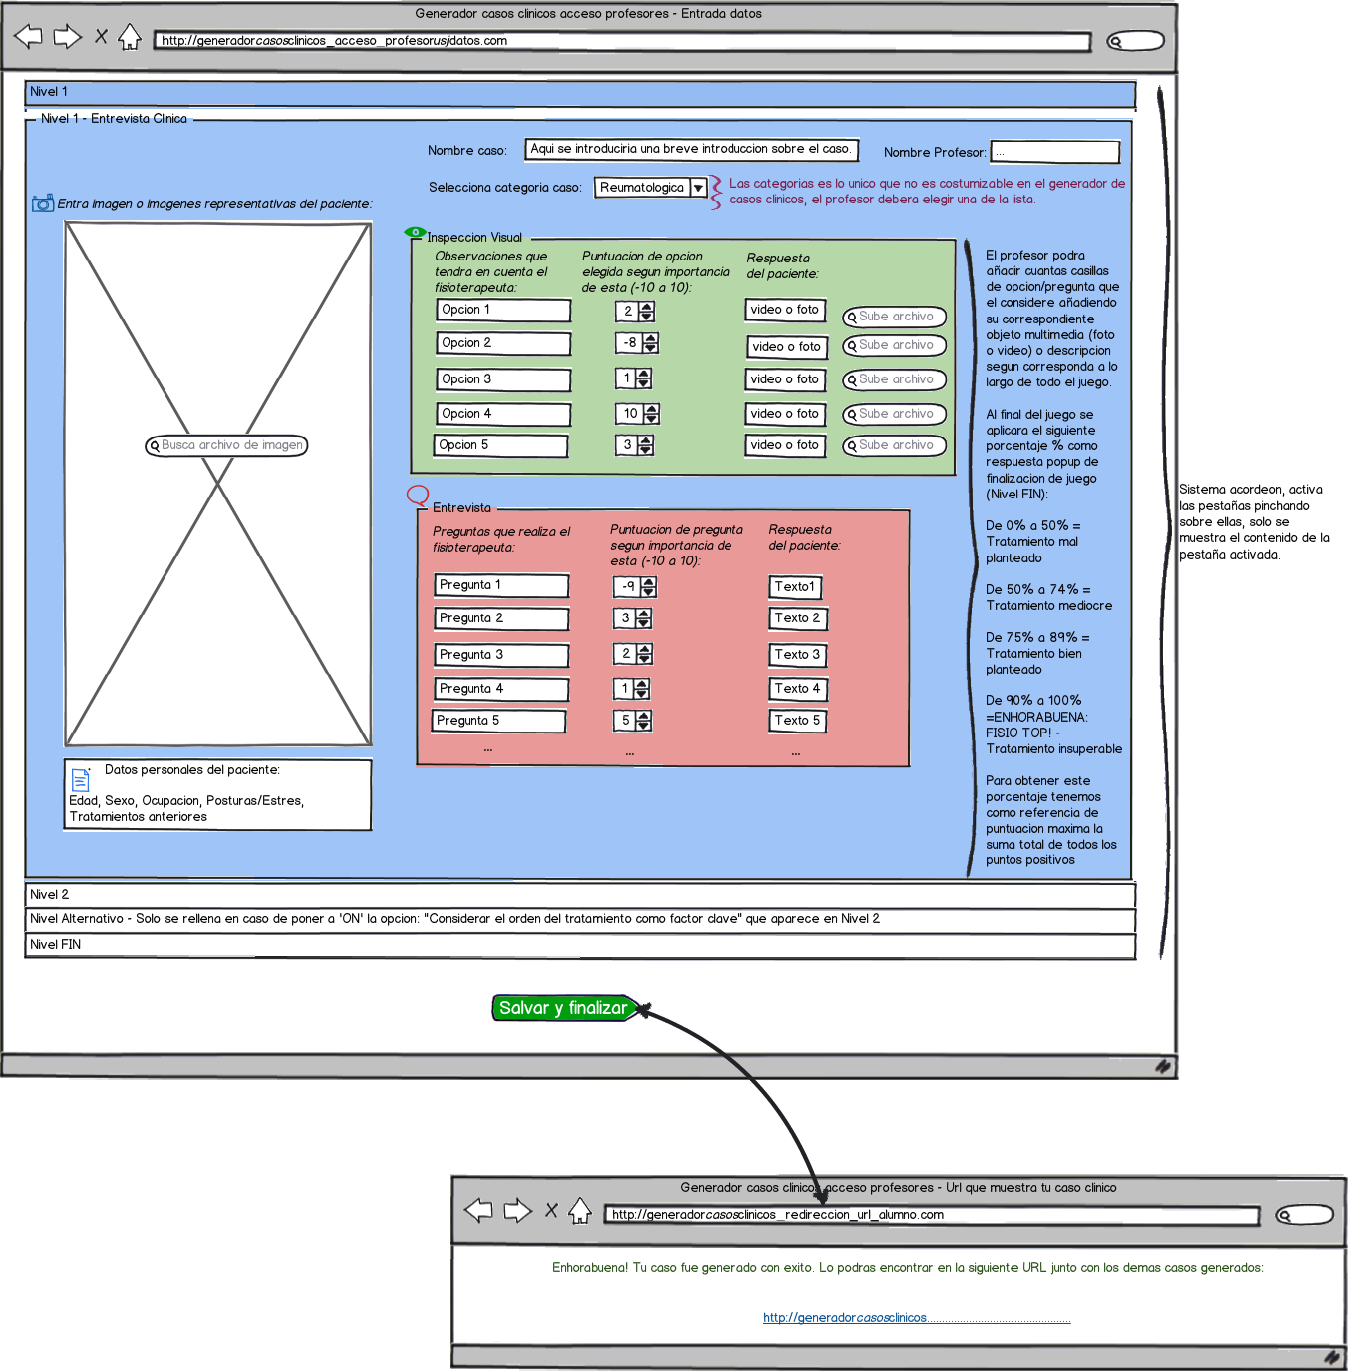 Generador casos clinicos acceso profesores - Entrada datos
http://generadorcasosclinicos_acceso_profesorusjdatos.com
Nivel 1
Nivel 1 - Entrevista Clnica
Nombre caso:
Aqui se introduciria una breve introduccion sobre el caso.
Nombre Profesor:
...
Selecciona categoria caso:
Reumatologica
Las categorias es lo unico que no es costumizable en el generador de
casos clinicos, el profesor debera elegir una de la ista.
Entra imagen o imcgenes representativas del paciente:
Busca archivo de imagen
Datos personales del paciente:
Edad, Sexo, Ocupacion, Posturas/Estres,
Tratamientos anteriores
Inspeccion Visual
Observaciones que
tendra en cuenta el
fisioterapeuta:
Puntuacion de opcion
elegida segun importancia
de esta (-10 a 10):
Respuesta
del paciente:
Opcion 1
2
video o foto
Sube archivo
Opcion 2
-8
video o foto
Sube archivo
Opcion 3
1
video o foto
Sube archivo
Opcion 4
10
video o foto
Sube archivo
Opcion 5
3
video o foto
Sube archivo
Entrevista
Preguntas que realiza el
fisioterapeuta:
Puntuacion de pregunta
segun importancia de
esta (-10 a 10):
Respuesta
del paciente:
Pregunta 1
-9
Texto1
Pregunta 2
3
Texto 2
Pregunta 3
2
Texto 3
Pregunta 4
1
Texto 4
Pregunta 5
5
Texto 5
...
...
...
El profesor podra
añadir cuantas casillas
de opcion/pregunta que
el considere añadiendo
su correspondiente
objeto multimedia (foto
o video) o descripcion
segun corresponda a lo
largo de todo el juego.
Al final del juego se
aplicara el siguiente
porcentaje % como
respuesta popup de
finalizacion de juego
(Nivel FIN):
De 0% a 50% =
Tratamiento mal
planteado
De 50% a 74% =
Tratamiento mediocre
De 75% a 89% =
Tratamiento bien
planteado
De 90% a 100%
=ENHORABUENA:
FISIO TOP! -
Tratamiento insuperable
Para obtener este
porcentaje tenemos
como referencia de
puntuacion maxima la
suma total de todos los
puntos positivos
Sistema acordeon, activa
las pestañas pinchando
sobre ellas, solo se
muestra el contenido de la
pestaña activada.
Nivel 2
Nivel Alternativo - Solo se rellena en caso de poner a 'ON' la opcion: "Considerar el orden del tratamiento como factor clave" que aparece en Nivel 2
Nivel FIN
Salvar y finalizar
Generador casos clinicos acceso profesores - Url que muestra tu caso clinico
http://generadorcasosclinicos_redireccion_url_alumno.com
Enhorabuena! Tu caso fue generado con exito. Lo podras encontrar en la siguiente URL junto con los demas casos generados:
http://generadorcasosclinicos................................................